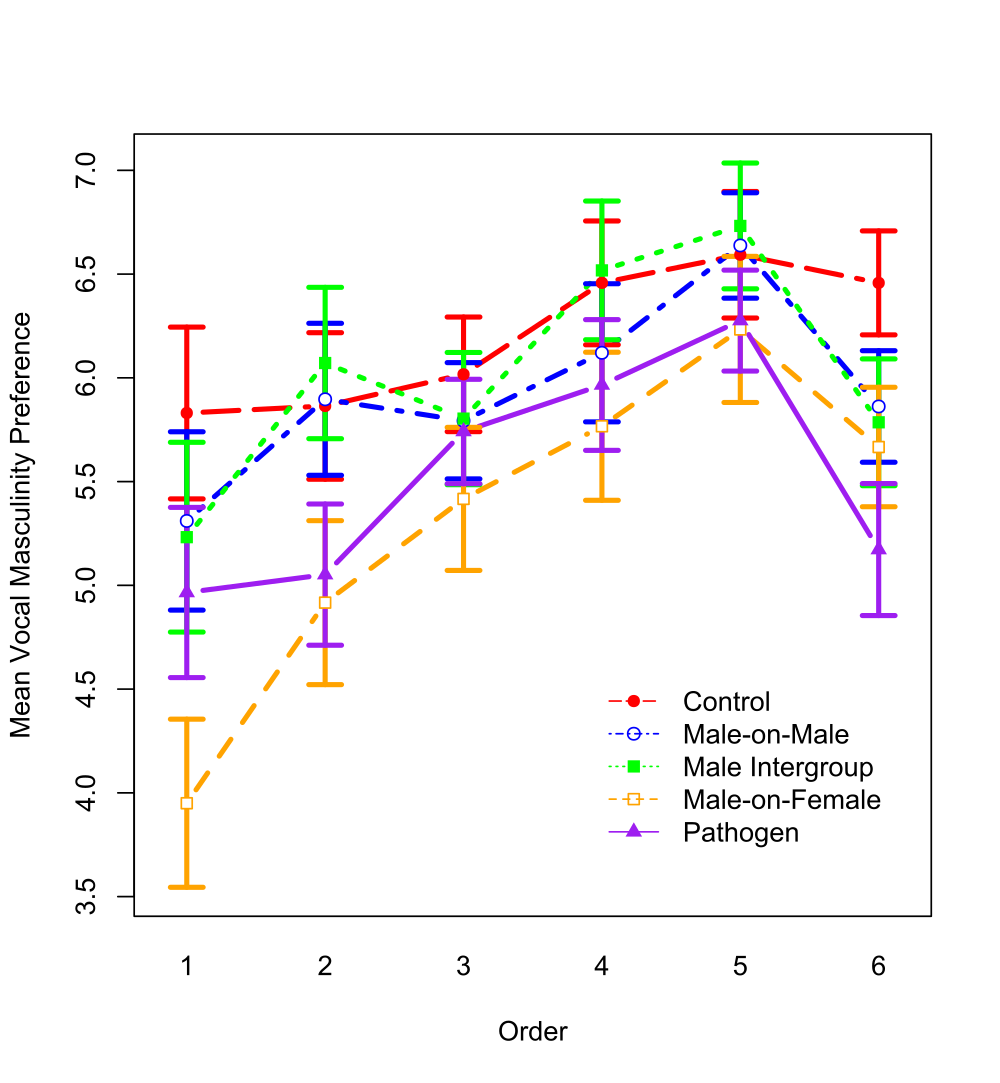 7.0
6.5
6.0
5.5
5.0
4.5
4.0
3.5
Mean Vocal Masculinity Preference
Control
Male-on-Male
Male Intergroup
Male-on-Female
Pathogen
1 2 3 4 5 6
Order